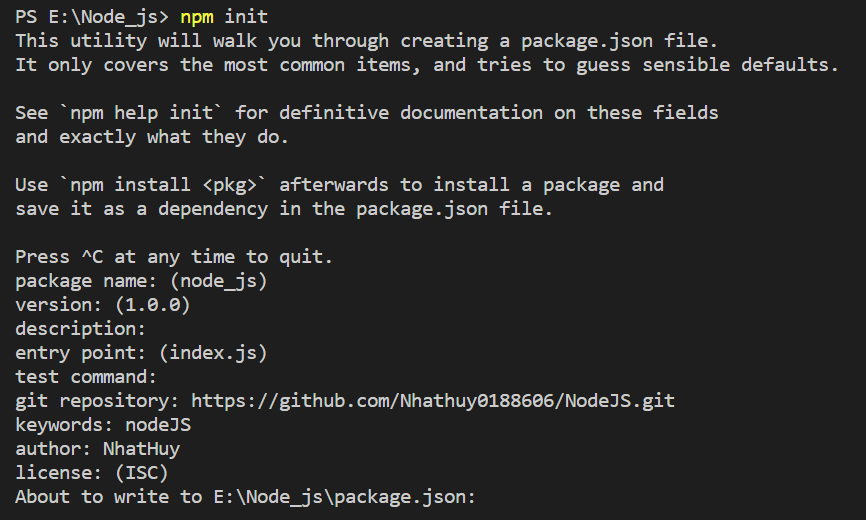 PS E:\Node_js> npm init
This utility will walk you through creating a package.json file.
It only covers the most common items, and tries to guess sensible defaults.
See `npm help init` for definitive documentation on these fields
and exactly what they do.
Use `npm install <pkg>` afterwards to install a package and
save it as a dependency in the package.json file.
Press ^C at any time to quit.
package name: (node_js)
version: (1.0.0)
description:
entry point: (index.js)
test command:
git repository: https://github.com/Nhathuy0188606/NodeJS.git
keywords: nodeJS
author: NhatHuy
license: (ISC)
About to write to E:\Node_js\package.json: